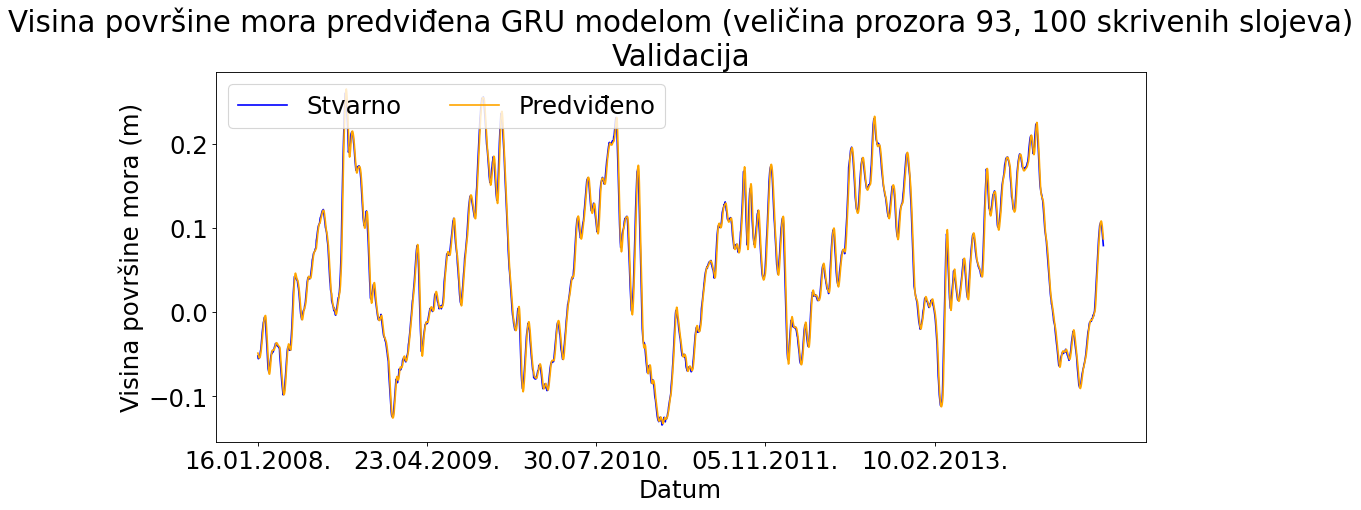 Visina površine mora predviđena GRU modelom (veličina prozora 93, 100 skrivenih slojeva)
Validacija
Stvarno Predviđeno
Visina površine mora (m)
0.2
0.1
0.0
−0.1
16.01.2008. 23.04.2009. 30.07.2010. 05.11.2011. 10.02.2013.
Datum